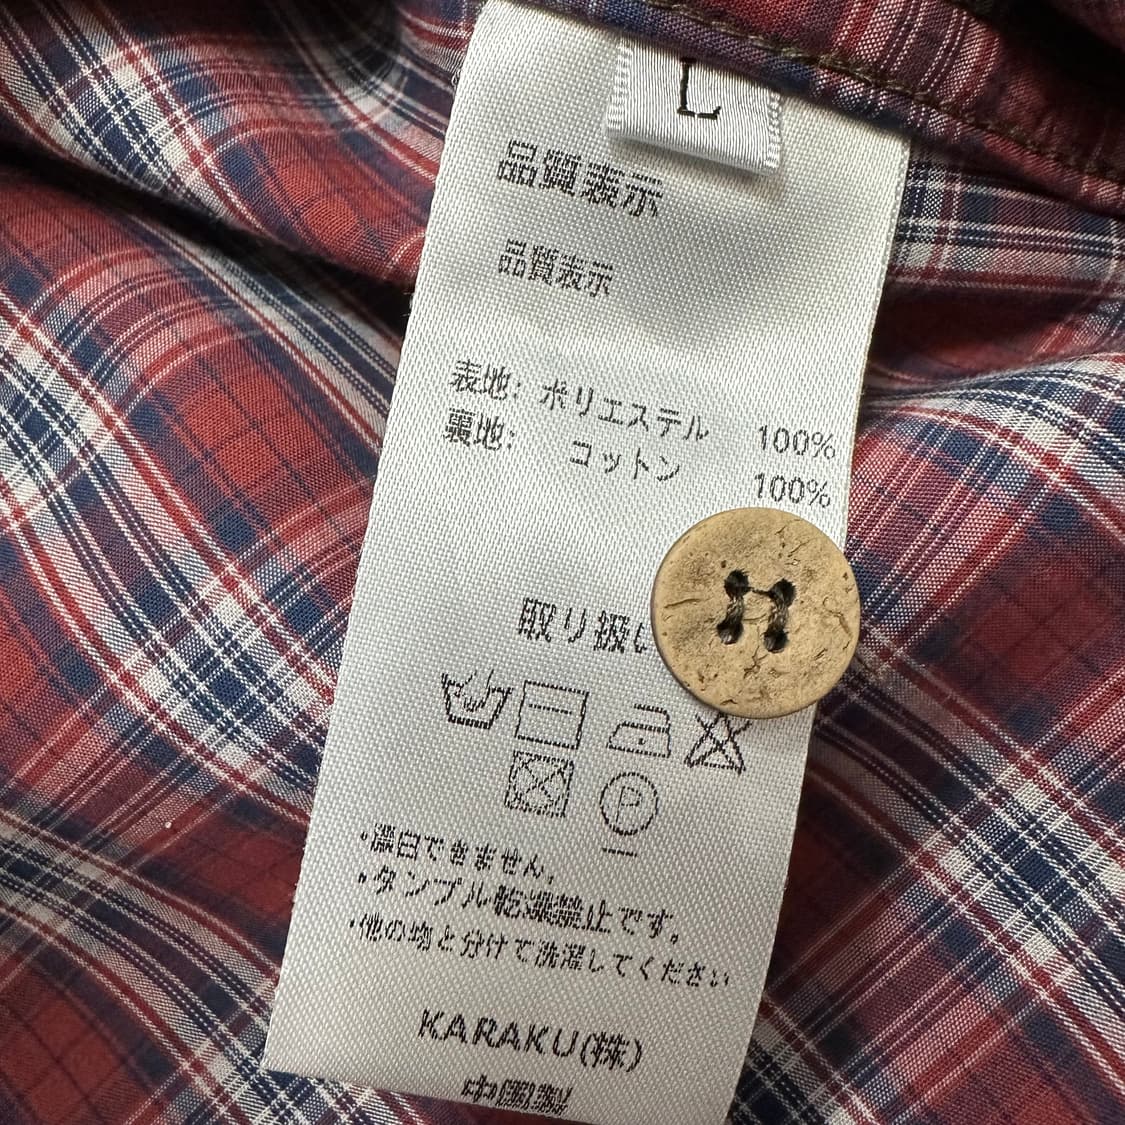 L
品質表示
品質表示
表地: ポリエステル 100%
裏地: コットン 100%
取り扱い
P
・漂白できません。
・タンブル乾燥禁止です。
・他の物と分けて洗濯してください
KARAKU(株)
中国製